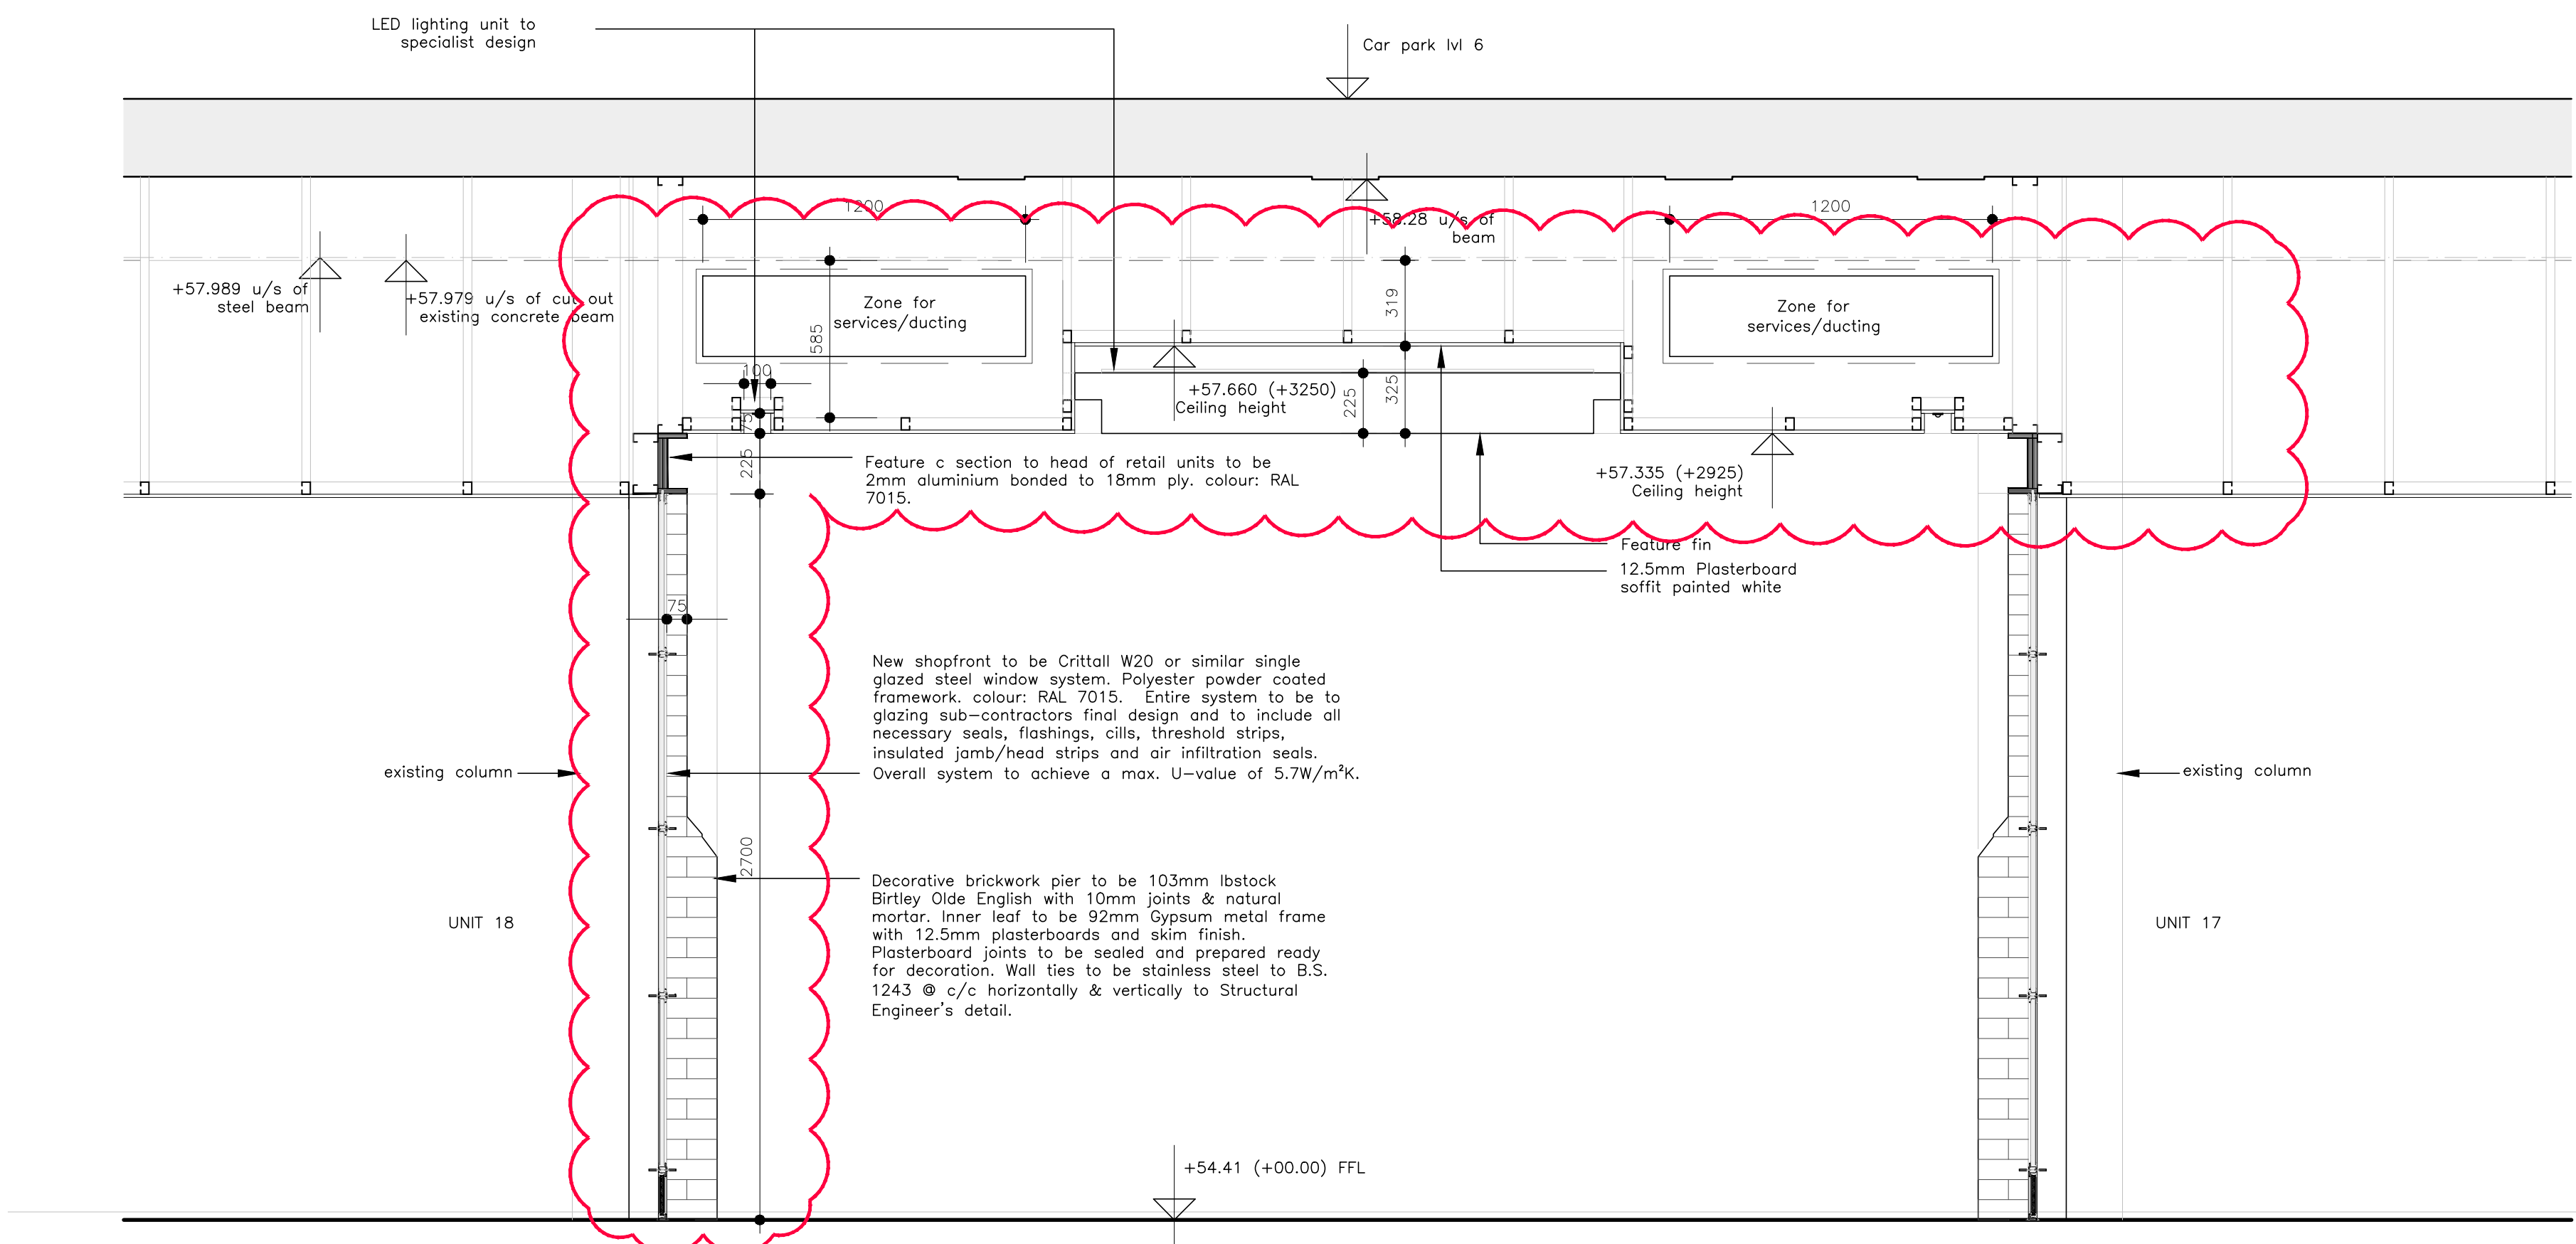 LED lighting unit to
specialist design
Car park lvl 6
1200
+58.28 u/s of
beam
1200
+57.989 u/s of
steel beam
+57.979 u/s of cut out
existing concrete beam
Zone for
services/ducting
585
319
Zone for
services/ducting
100
75
225
+57.660 (+3250)
Ceiling height
225
325
Feature c section to head of retail units to be
2mm aluminium bonded to 18mm ply. colour: RAL
7015.
+57.335 (+2925)
Ceiling height
Feature fin
12.5mm Plasterboard
soffit painted white
75
New shopfront to be Crittall W20 or similar single
glazed steel window system. Polyester powder coated
framework. colour: RAL 7015. Entire system to be to
glazing sub-contractors final design and to include all
necessary seals, flashings, cills, threshold strips,
insulated jamb/head strips and air infiltration seals.
Overall system to achieve a max. U-value of 5.7W/m²K.
existing column
existing column
2700
Decorative brickwork pier to be 103mm Ibstock
Birtley Olde English with 10mm joints & natural
mortar. Inner leaf to be 92mm Gypsum metal frame
with 12.5mm plasterboards and skim finish.
Plasterboard joints to be sealed and prepared ready
for decoration. Wall ties to be stainless steel to B.S.
1243 @ c/c horizontally & vertically to Structural
Engineer's detail.
UNIT 18
UNIT 17
+54.41 (+00.00) FFL